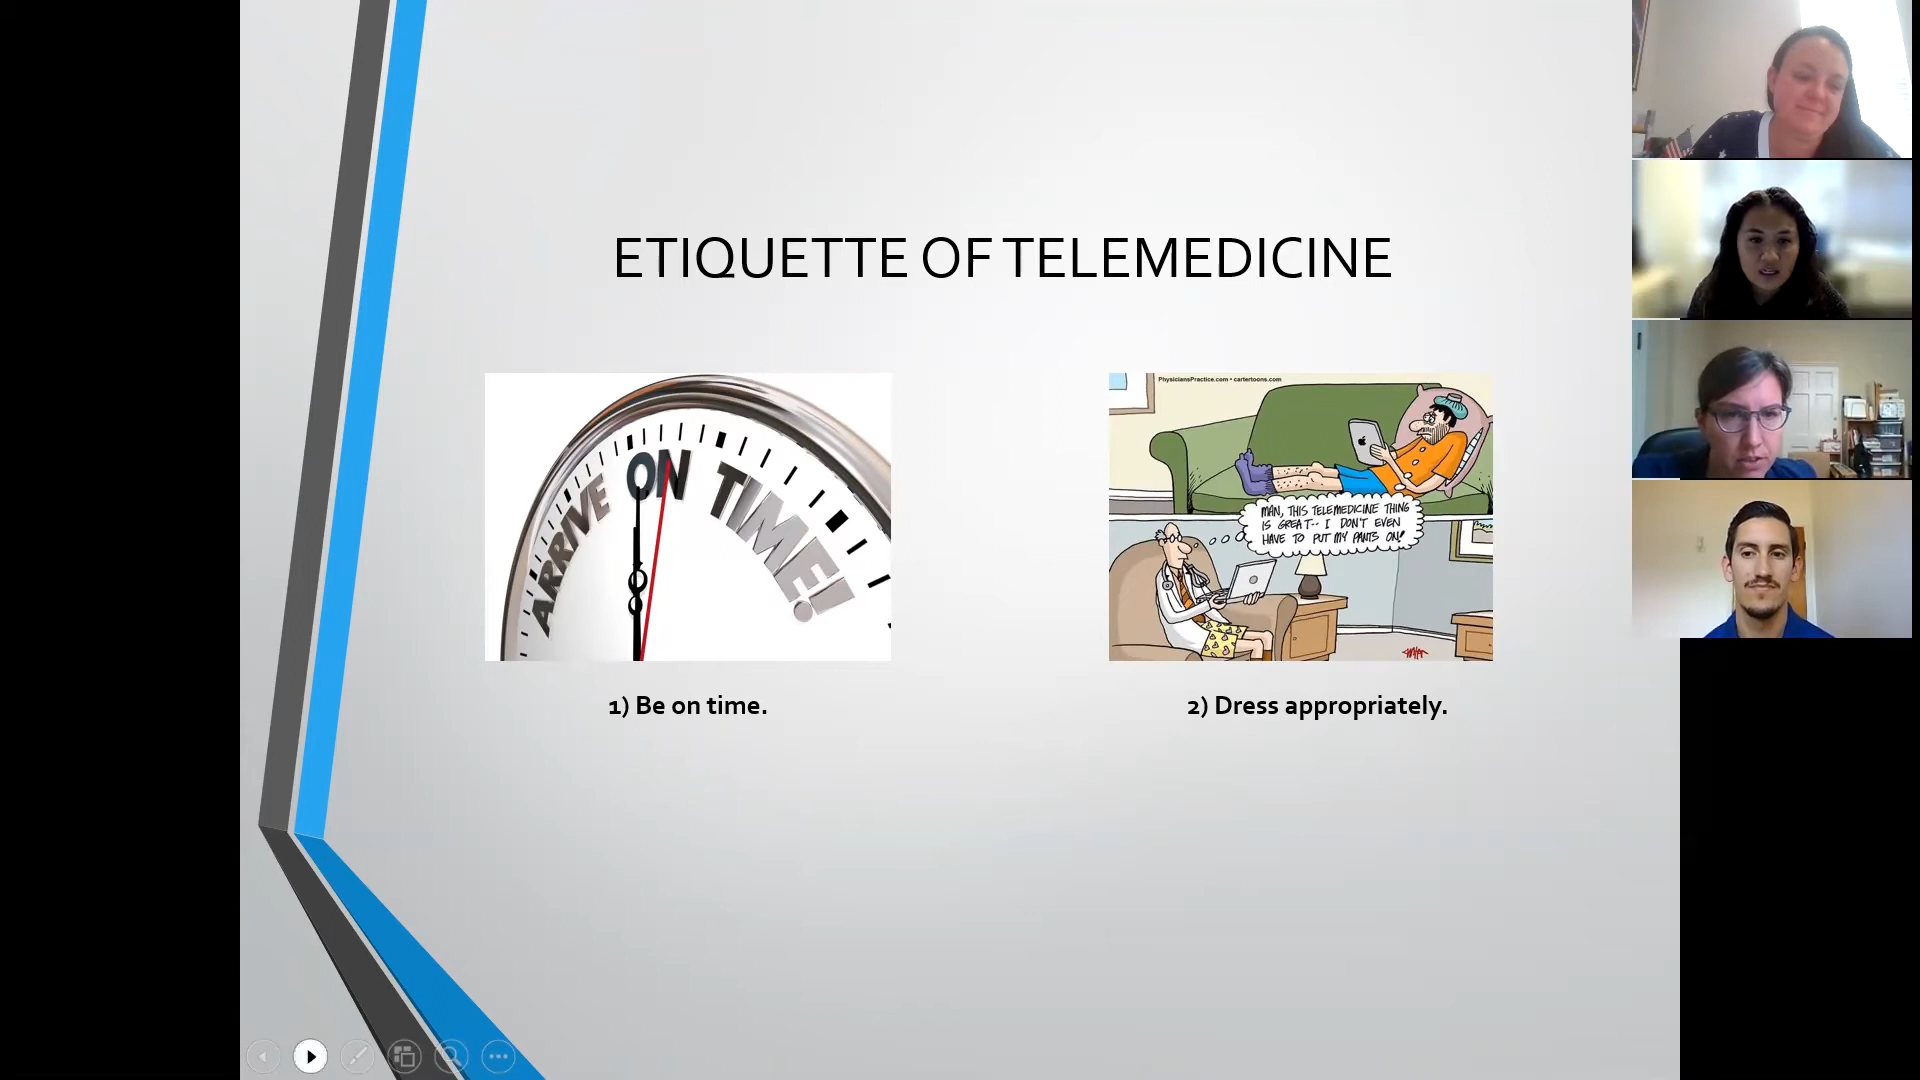 ETIQUETTE OF TELEMEDICINE
ARRIVE ON TIME!
PhysiciansPractice.com • cartertoons.com
MAN, THIS TELEMEDICINE THING
IS GREAT-- I DON'T EVEN
HAVE TO PUT MY PANTS ON!
1) Be on time.
2) Dress appropriately.